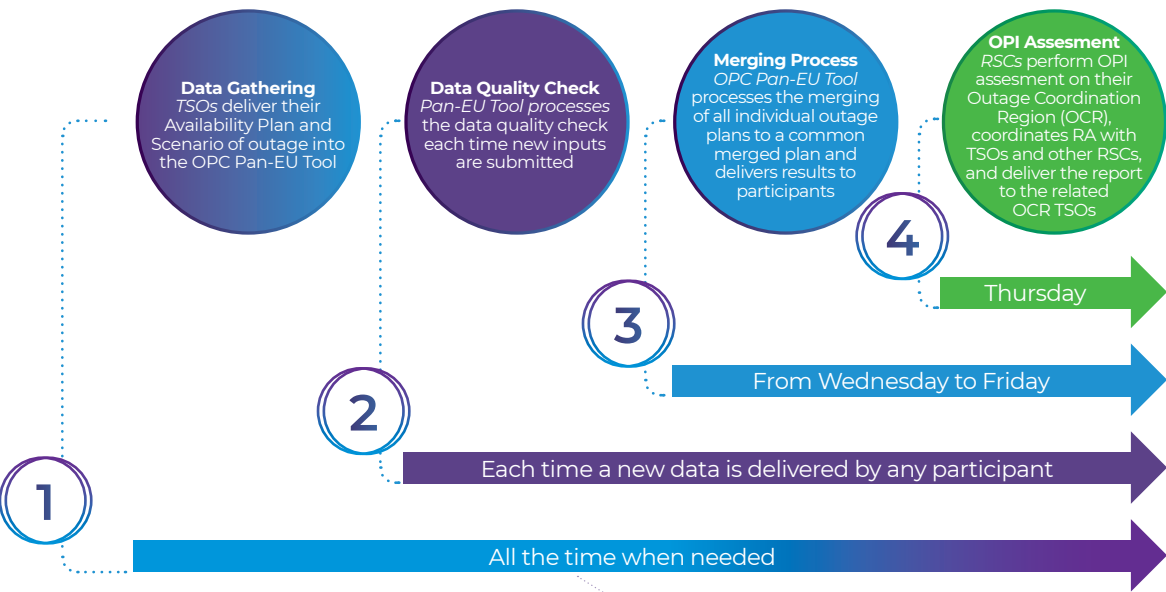 Data Gathering
TSOs deliver their
Availability Plan and
Scenario of outage into
the OPC Pan-EU Tool
Data Quality Check
Pan-EU Tool processes
the data quality check
each time new inputs
are submitted
Merging Process
OPC Pan-EU Tool
processes the merging
of all individual outage
plans to a common
merged plan and
delivers results to
participants
OPI Assesment
RSCs perform OPI
assesment on their
Outage Coordination
Region (OCR),
coordinates RA with
TSOs and other RSCs,
and deliver the report
to the related
OCR TSOs
4
Thursday
3
From Wednesday to Friday
2
Each time a new data is delivered by any participant
1
All the time when needed